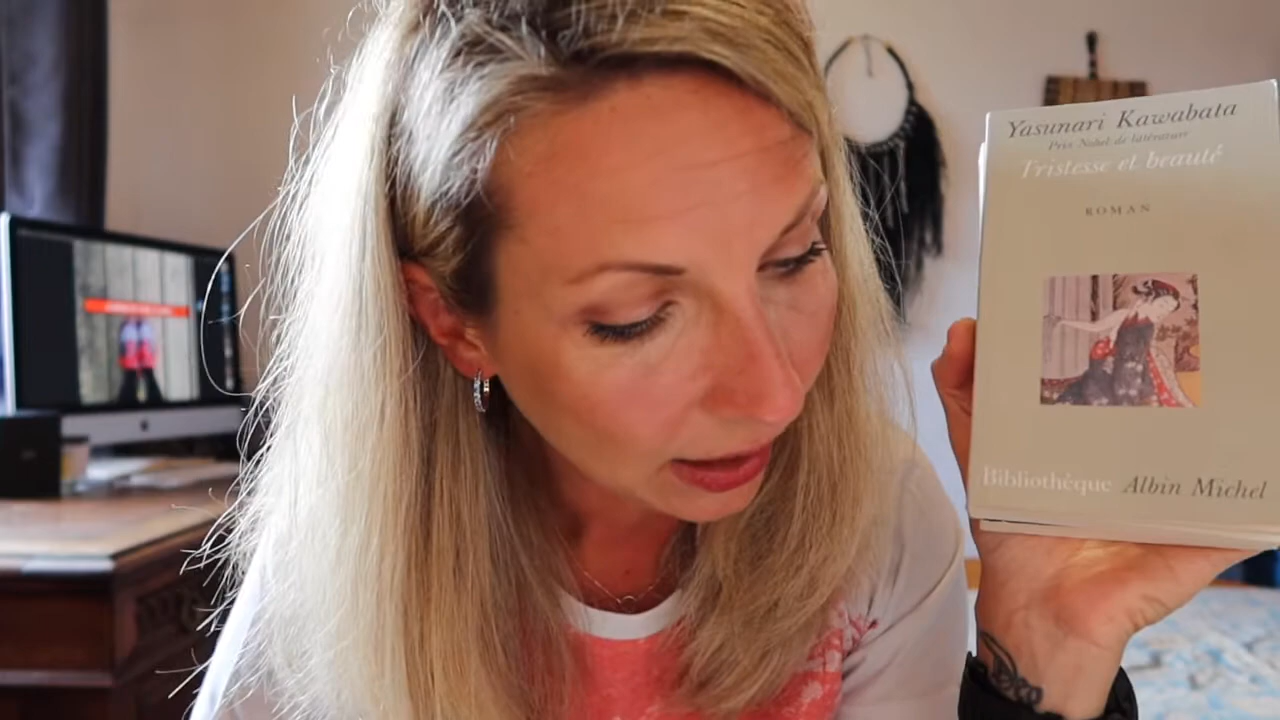 Yasunari Kawabata
Prix Nobel de littérature
Tristesse et beauté
ROMAN
Bibliothèque Albin Michel